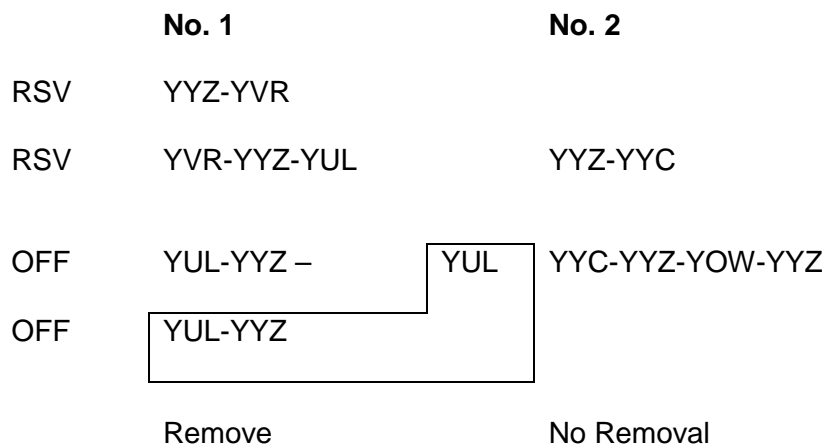 No. 1 No. 2
RSV YYZ-YVR
RSV YVR-YYZ-YUL YYZ-YYC
OFF YUL-YYZ – YUL YYC-YYZ-YOW-YYZ
OFF YUL-YYZ
Remove No Removal